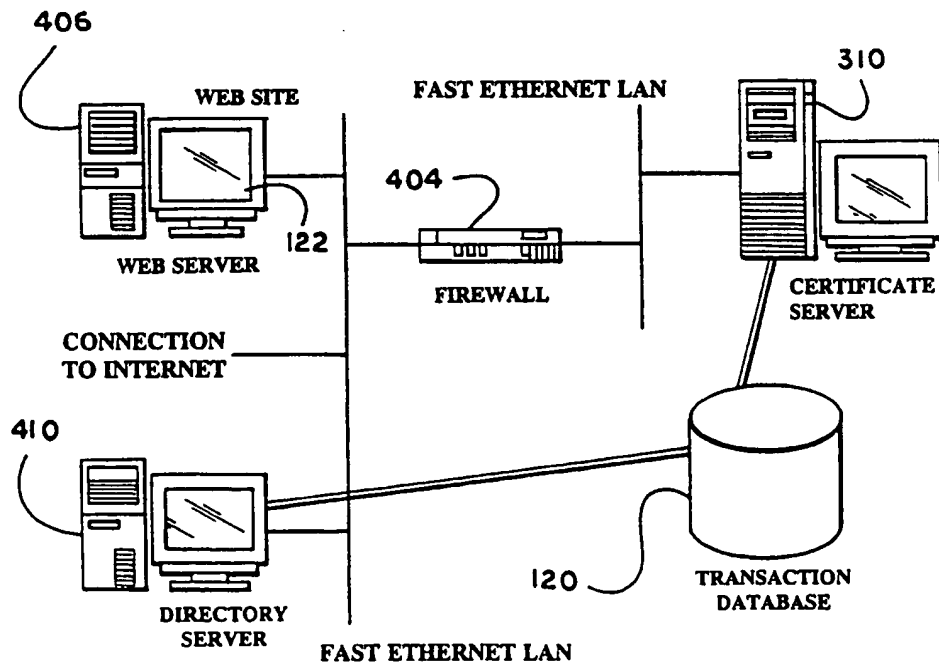 406
WEB SITE
FAST ETHERNET LAN
310
404
122
WEB SERVER
FIREWALL
CERTIFICATE
SERVER
CONNECTION
TO INTERNET
410
120
TRANSACTION
DATABASE
DIRECTORY
SERVER
FAST ETHERNET LAN